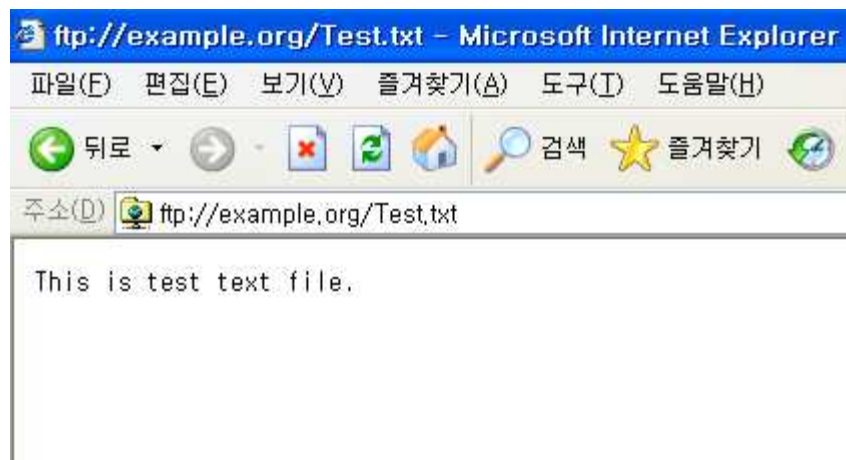 ftp://example.org/Test.txt - Microsoft Internet Explorer
파일(F) 편집(E) 보기(V) 즐겨찾기(A) 도구(T) 도움말(H)
뒤로 검색 즐겨찾기
주소(D) ftp://example.org/Test.txt
This is test text file.